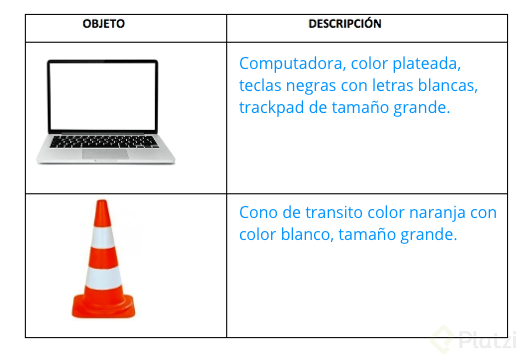 OBJETO
DESCRIPCIÓN
Computadora, color plateada,
teclas negras con letras blancas,
trackpad de tamaño grande.
Cono de transito color naranja con
color blanco, tamaño grande.
Plutzi